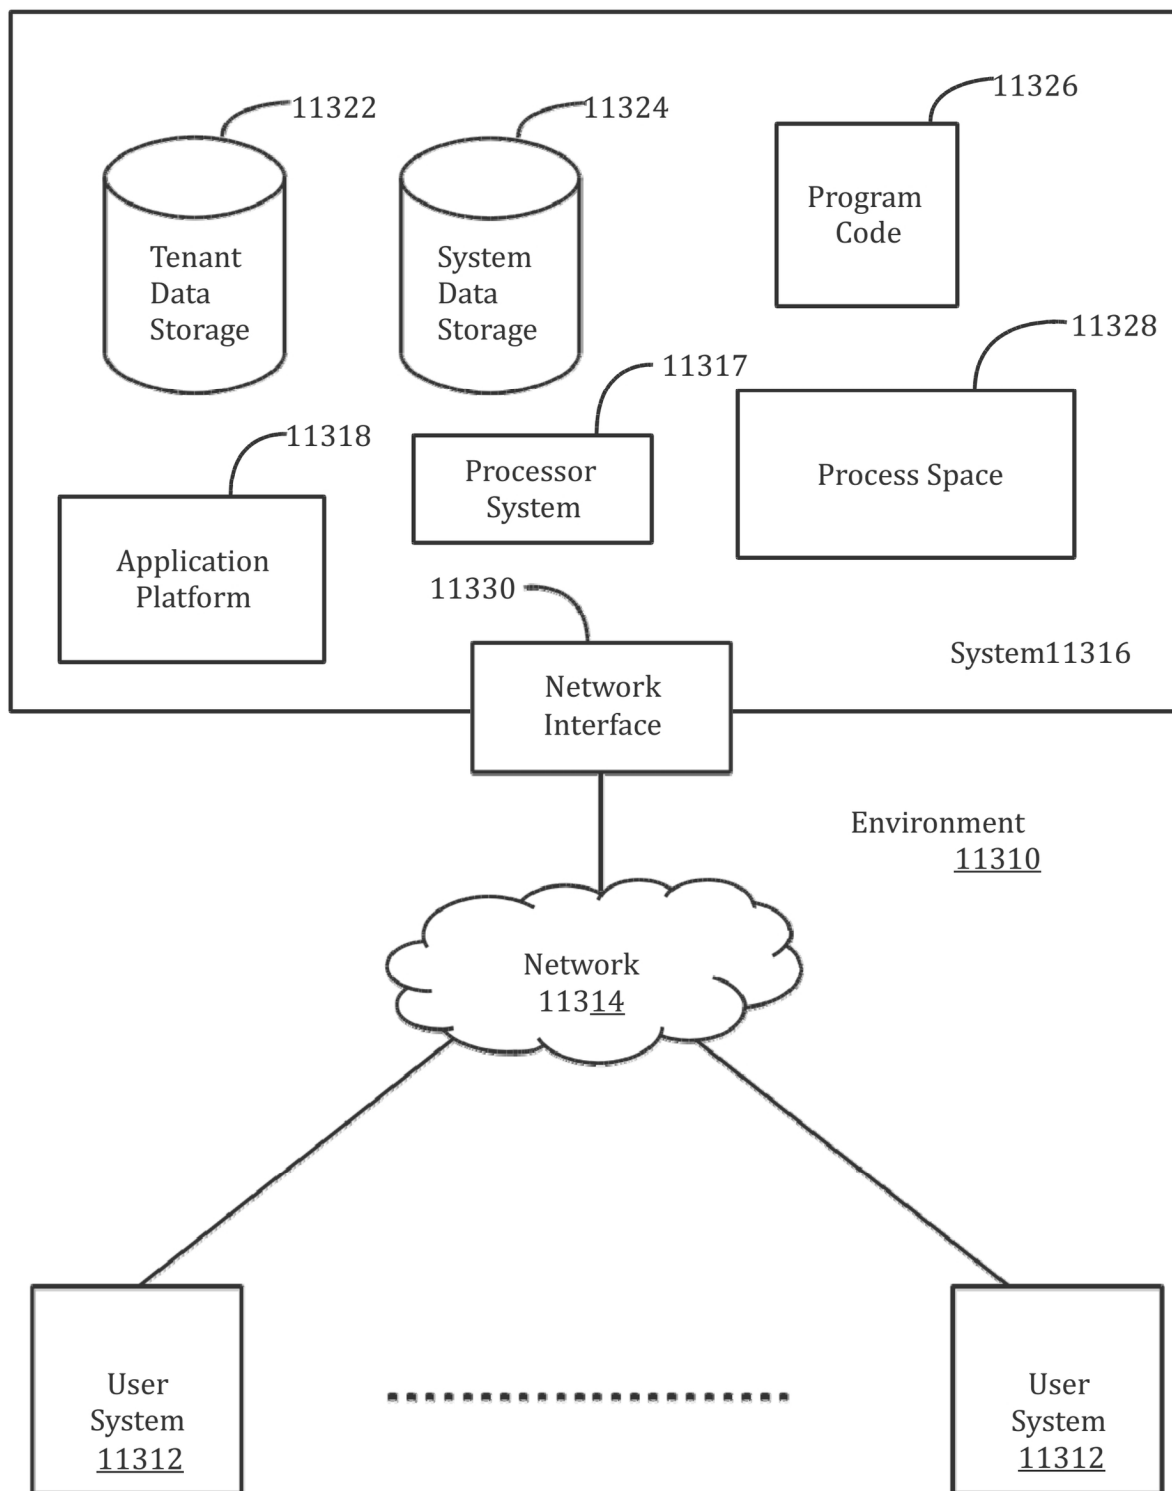 11322
11324
11326
Tenant
Data
Storage
System
Data
Storage
Program
Code
11328
11317
11318
Processor
System
Process Space
Application
Platform
11330
System11316
Network
Interface
Environment
11310
Network
11314
User
System
11312
User
System
11312